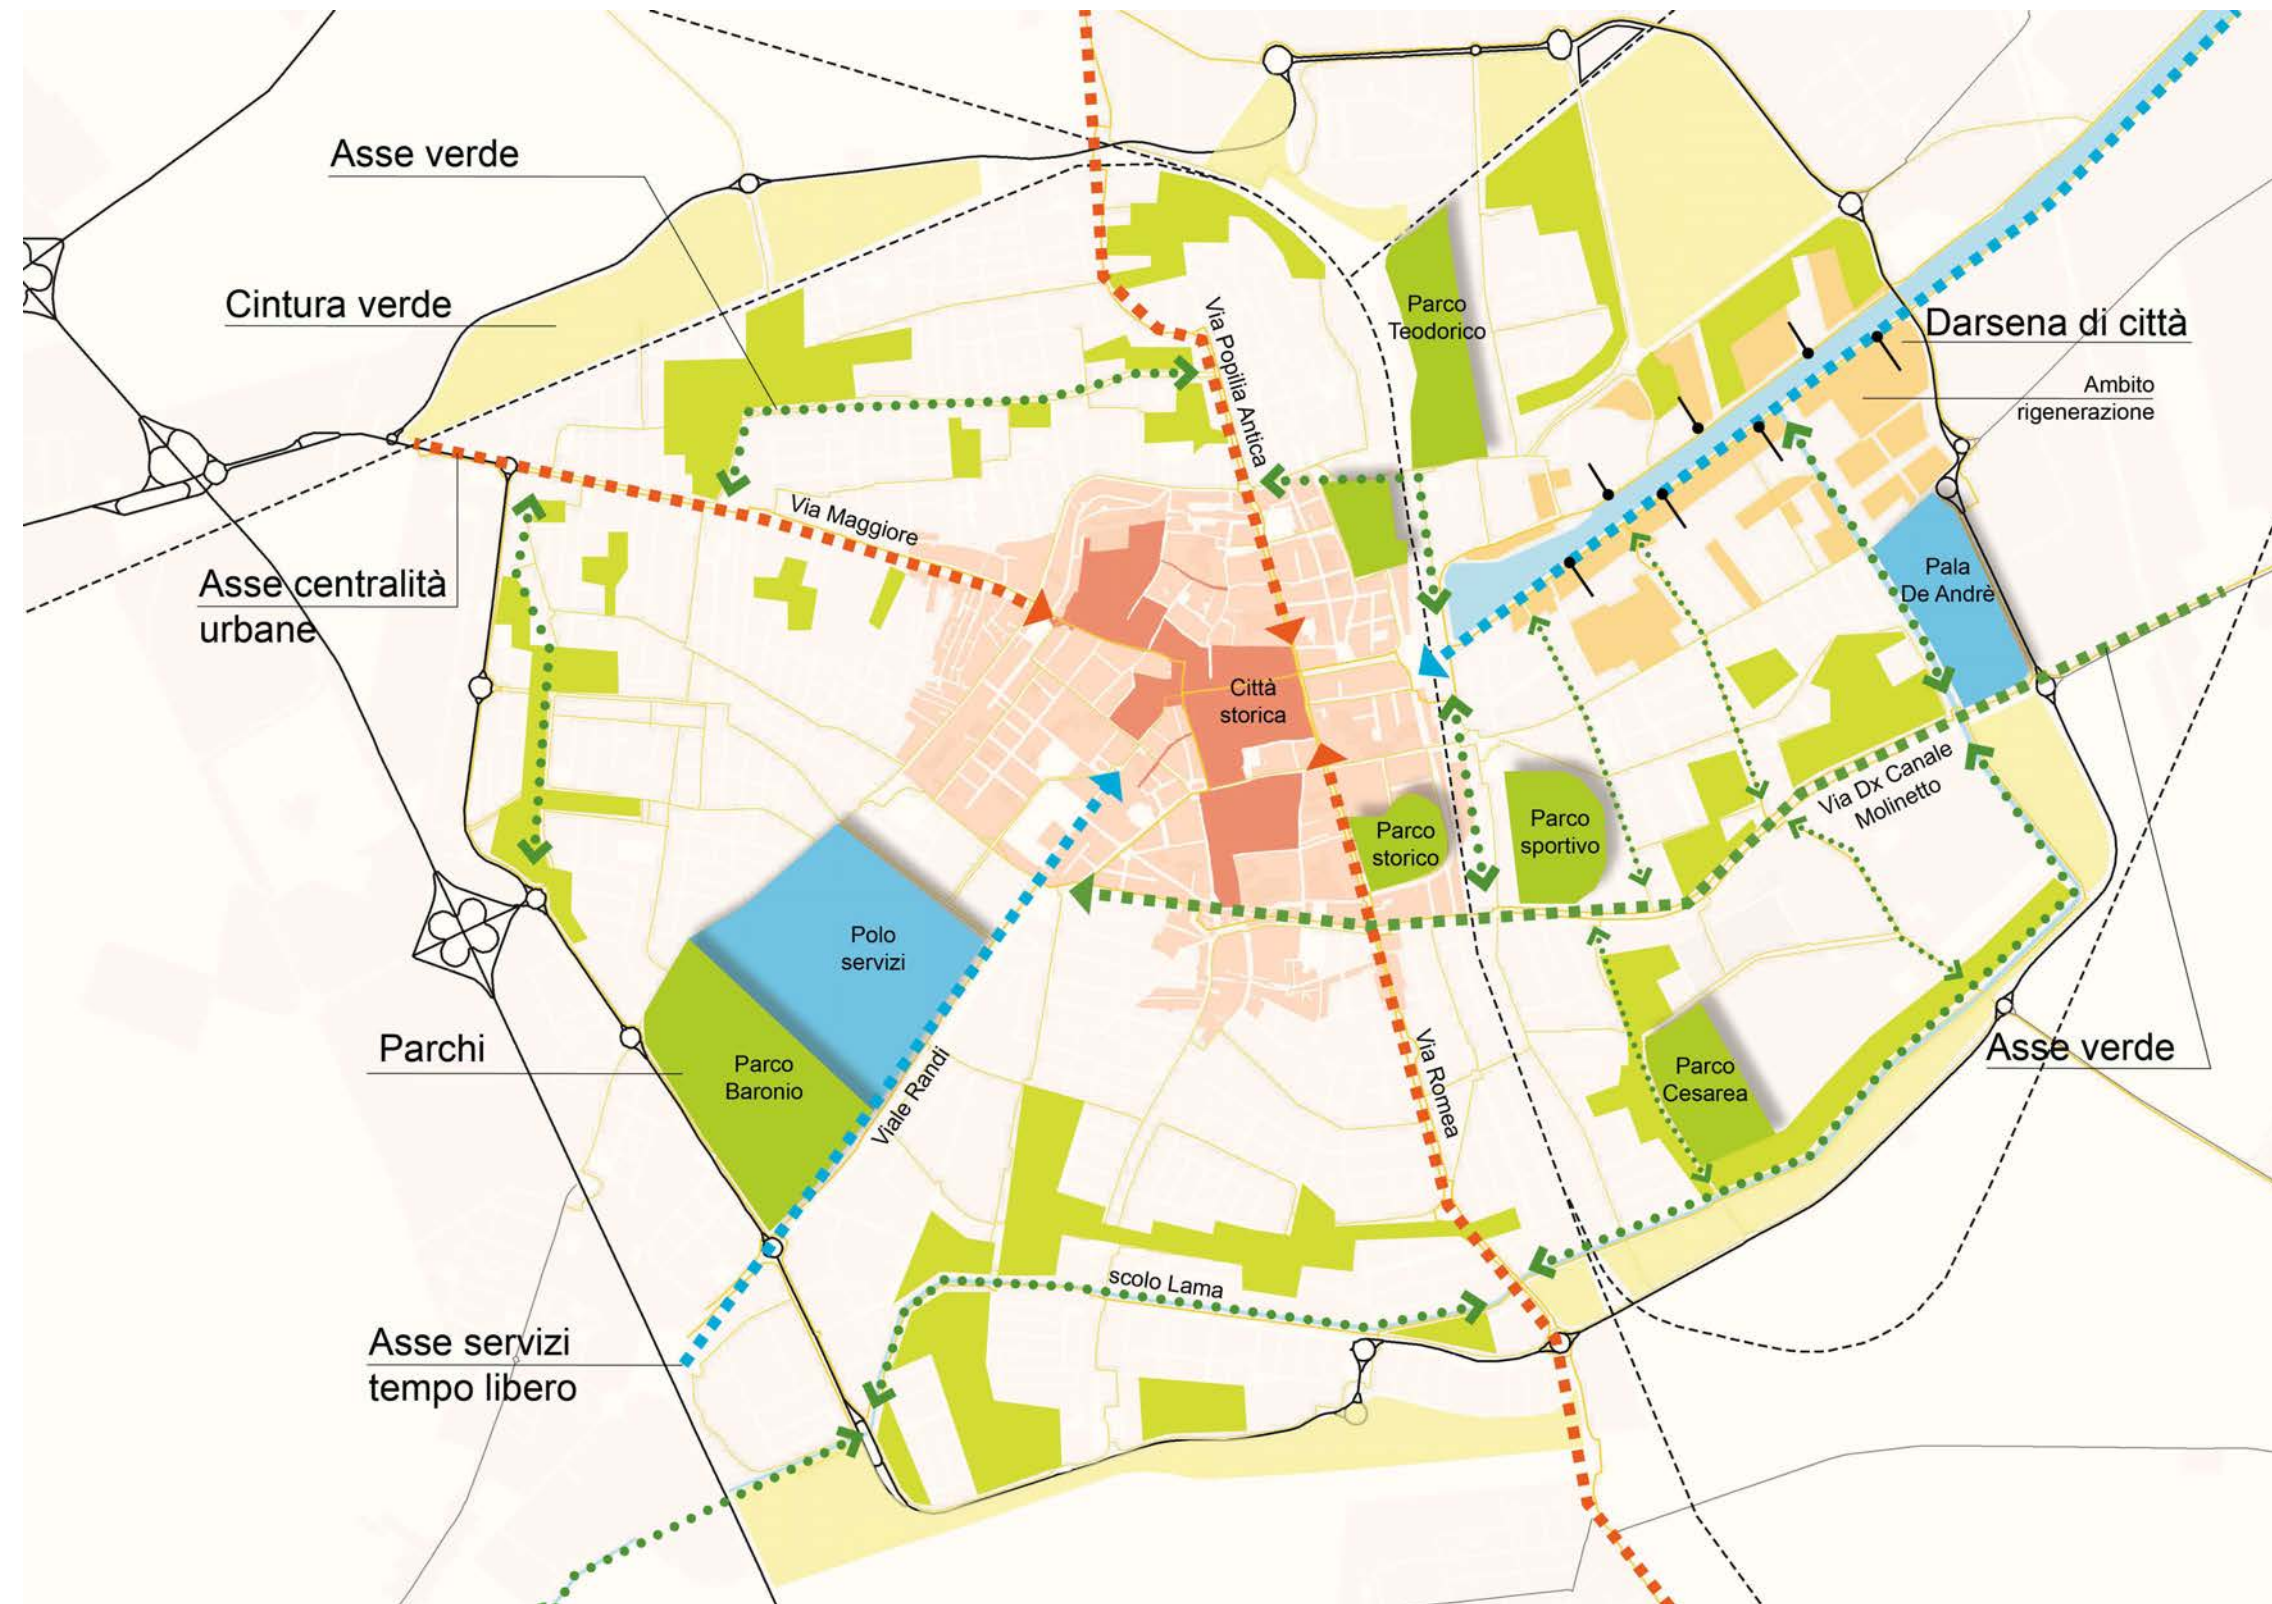 Asse verde
Cintura verde
Asse centralità
urbane
Parchi
Asse servizi
tempo libero
Via Maggiore
Via Popilia Antica
Parco
Teodorico
Darsena di città
Ambito
rigenerazione
Pala
De Andrè
Città
storica
Parco
storico
Parco
sportivo
Via Dx Canale
Molinetto
Polo
servizi
Parco
Baronio
Viale Randi
Via Romea
Parco
Cesarea
Asse verde
scolo Lama